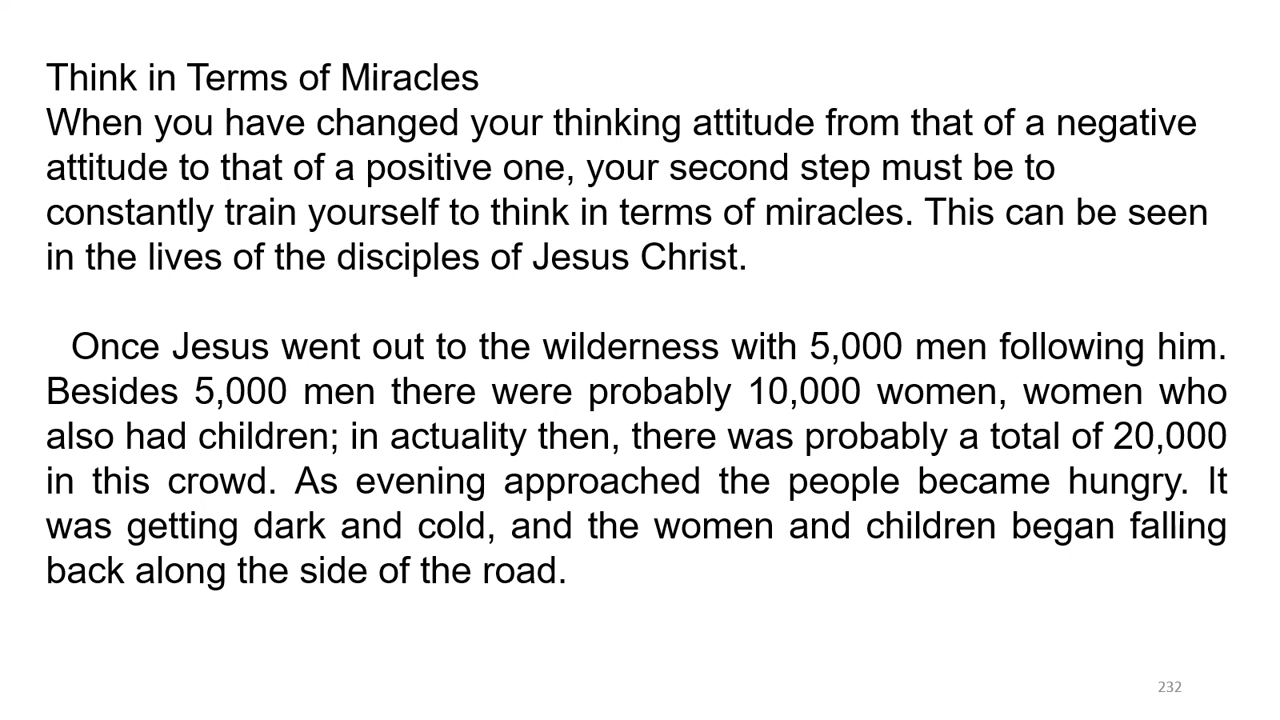 Think in Terms of Miracles
When you have changed your thinking attitude from that of a negative
attitude to that of a positive one, your second step must be to
constantly train yourself to think in terms of miracles. This can be seen
in the lives of the disciples of Jesus Christ.
Once Jesus went out to the wilderness with 5,000 men following him.
Besides 5,000 men there were probably 10,000 women, women who
also had children; in actuality then, there was probably a total of 20,000
in this crowd. As evening approached the people became hungry. It
was getting dark and cold, and the women and children began falling
back along the side of the road.
232